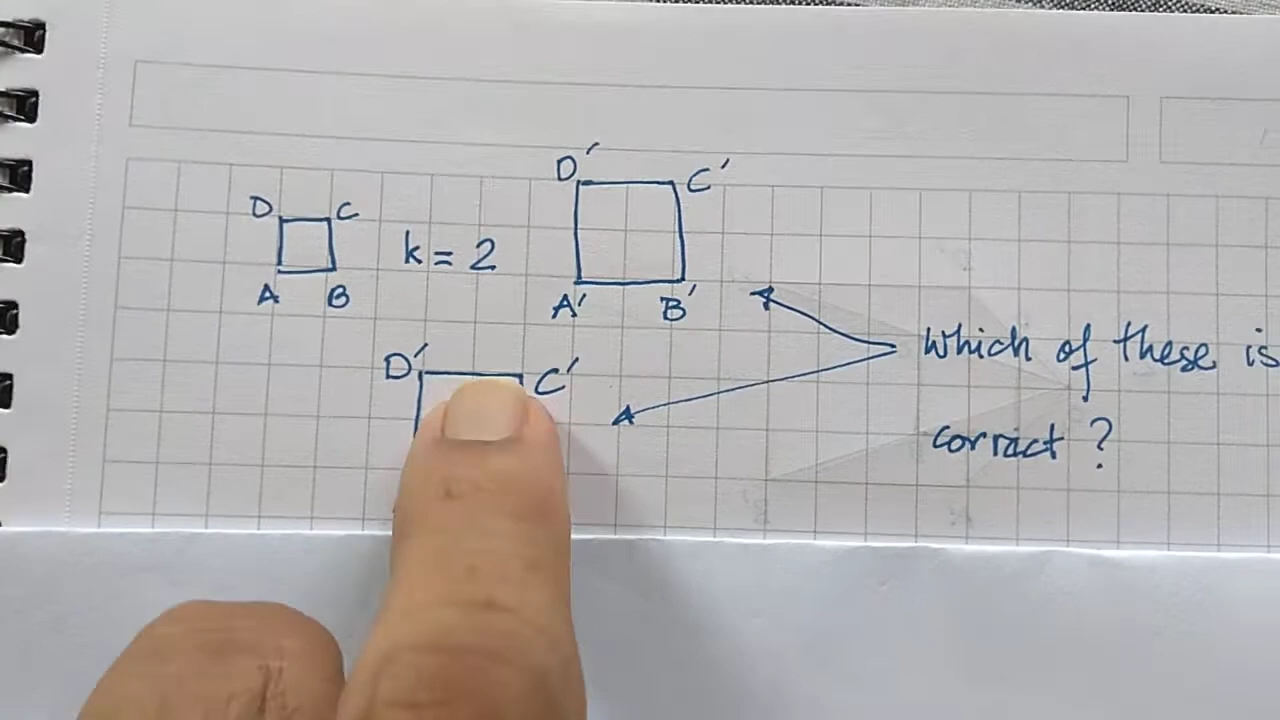 D C
k = 2
A B
D' C'
A' B'
D' C'
Which of these is
correct ?